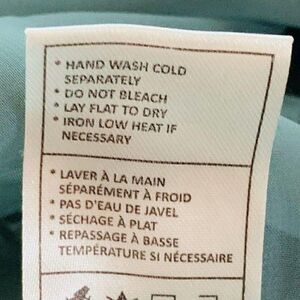 * HAND WASH COLD
SEPARATELY
* DO NOT BLEACH
* LAY FLAT TO DRY
* IRON LOW HEAT IF
NECESSARY
* LAVER À LA MAIN
SÉPARÉMENT À FROID
* PAS D'EAU DE JAVEL
* SÉCHAGE À PLAT
* REPASSAGE À BASSE
TEMPÉRATURE SI NÉCESSAIRE